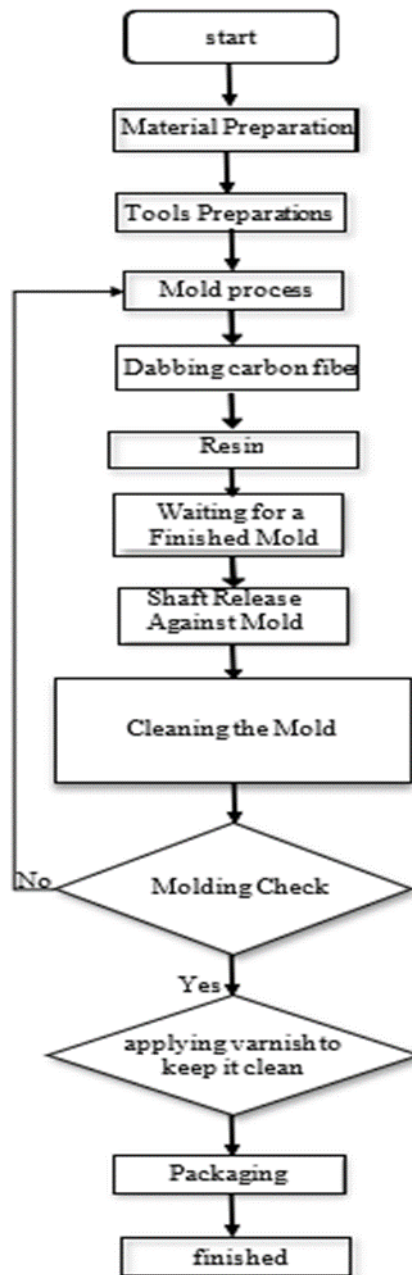 start
Material Preparation
Tools Preparations
Mold process
Dabbing carbon fibe
Resin
Waiting for a
Finished Mold
Shaft Release
Against Mold
Cleaning the Mold
Molding Check
No
Yes
applying varnish to
keep it clean
Packaging
finished